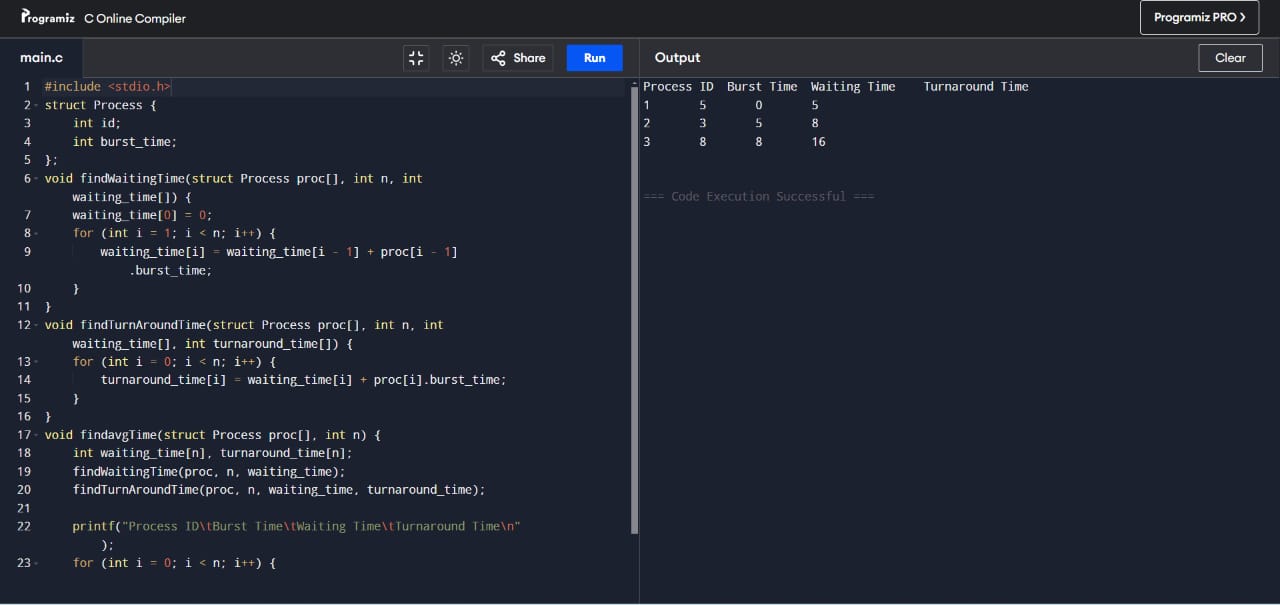 Programiz C Online Compiler
Programiz PRO >
main.c
Share
Run
Output
Clear
1 #include <stdio.h>
2 struct Process {
3     int id;
4     int burst_time;
5 };
6 void findWaitingTime(struct Process proc[], int n, int
    waiting_time[]) {
7     waiting_time[0] = 0;
8     for (int i = 1; i < n; i++) {
9         waiting_time[i] = waiting_time[i - 1] + proc[i - 1]
            .burst_time;
10     }
11 }
12 void findTurnAroundTime(struct Process proc[], int n, int
    waiting_time[], int turnaround_time[]) {
13     for (int i = 0; i < n; i++) {
14         turnaround_time[i] = waiting_time[i] + proc[i].burst_time;
15     }
16 }
17 void findavgTime(struct Process proc[], int n) {
18     int waiting_time[n], turnaround_time[n];
19     findWaitingTime(proc, n, waiting_time);
20     findTurnAroundTime(proc, n, waiting_time, turnaround_time);
21
22     printf("Process ID\tBurst Time\tWaiting Time\tTurnaround Time\n"
        );
23     for (int i = 0; i < n; i++) {
Process ID Burst Time Waiting Time Turnaround Time
1 5 0 5
2 3 5 8
3 8 8 16
=== Code Execution Successful ===